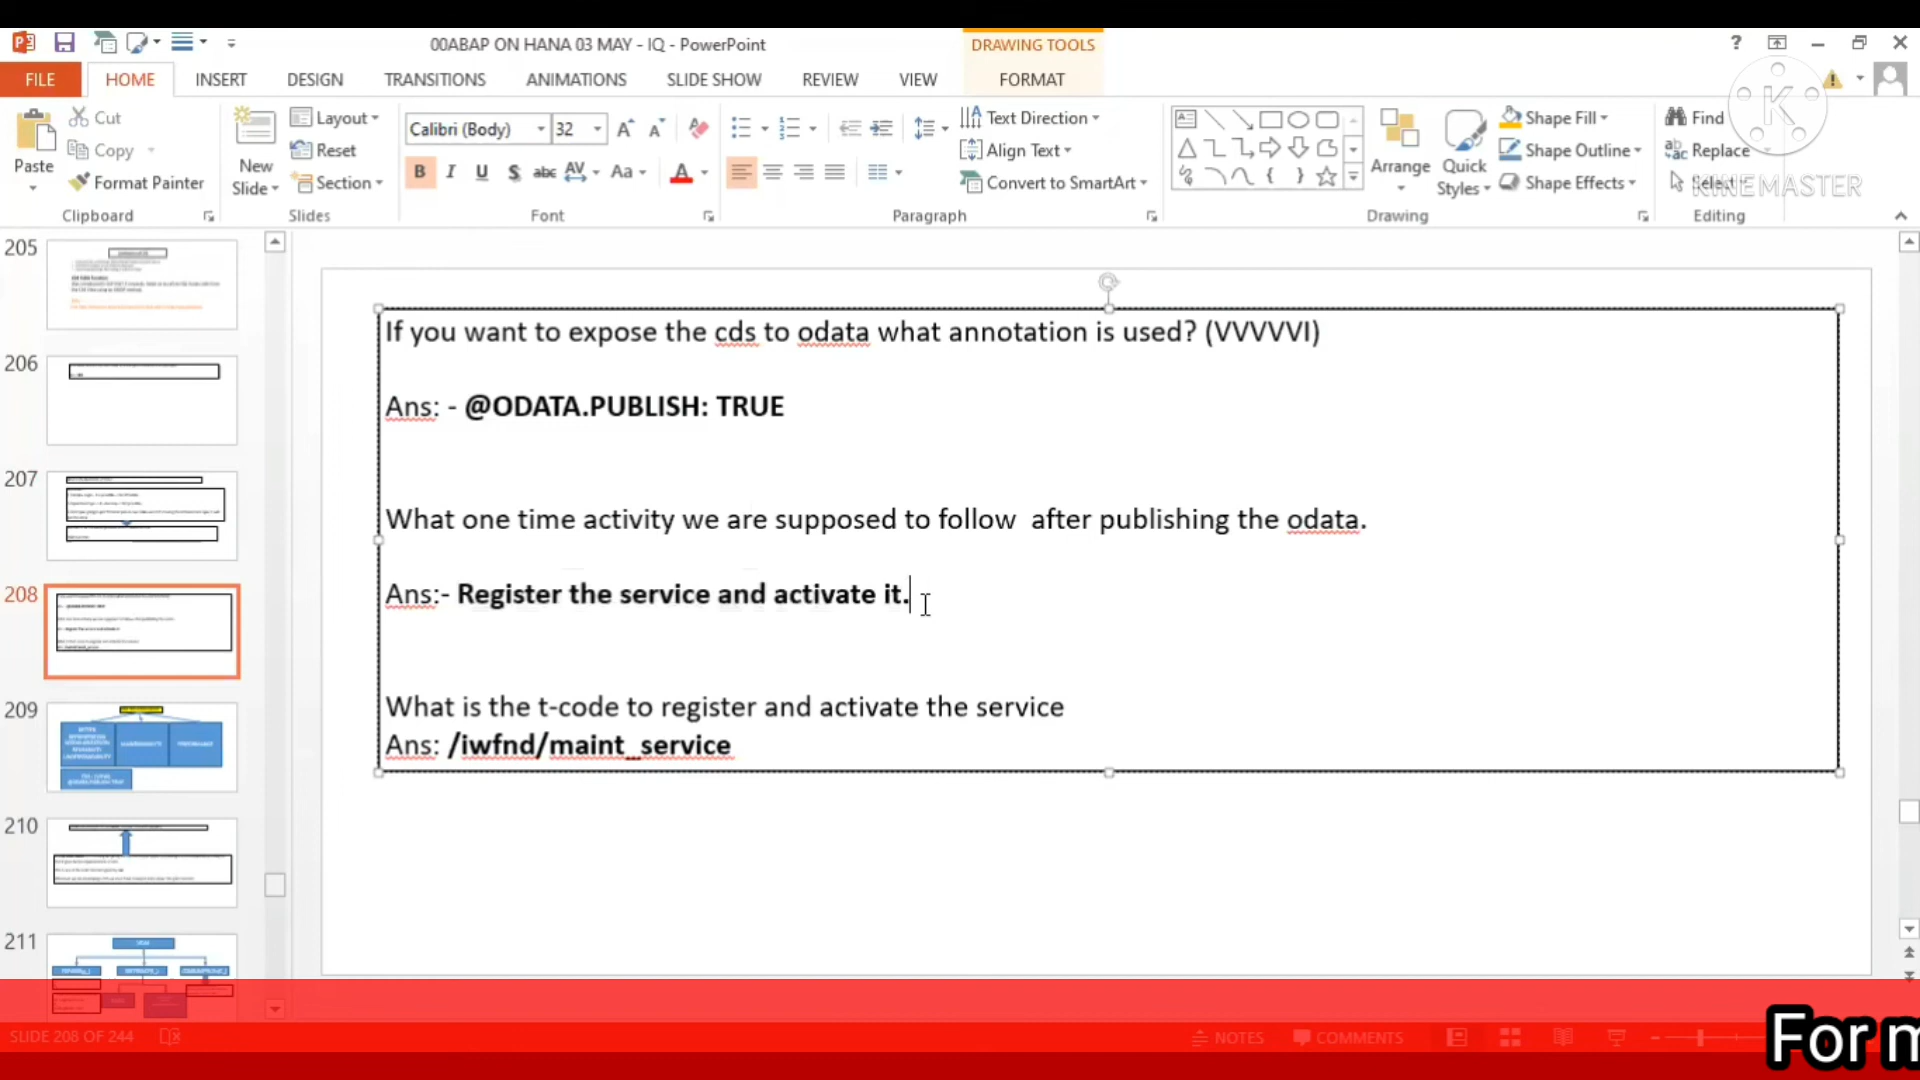 00ABAP ON HANA 03 MAY - IQ - PowerPoint
DRAWING TOOLS
FILE HOME INSERT DESIGN TRANSITIONS ANIMATIONS SLIDE SHOW REVIEW VIEW FORMAT
Paste
Cut
Copy
Format Painter
Clipboard
New Slide
Layout
Reset
Section
Slides
Calibri (Body) 32
Font
Paragraph
Text Direction
Align Text
Convert to SmartArt
Arrange
Quick Styles
Shape Fill
Shape Outline
Shape Effects
Drawing
Find
Replace
Select
Editing
KINEMASTER
205
206
207
208
209
210
211
If you want to expose the cds to odata what annotation is used? (VVVVVI)
Ans: - @ODATA.PUBLISH: TRUE
What one time activity we are supposed to follow after publishing the odata.
Ans:- Register the service and activate it.
What is the t-code to register and activate the service
Ans: /iwfnd/maint_service
SLIDE 208 OF 244
NOTES COMMENTS
For